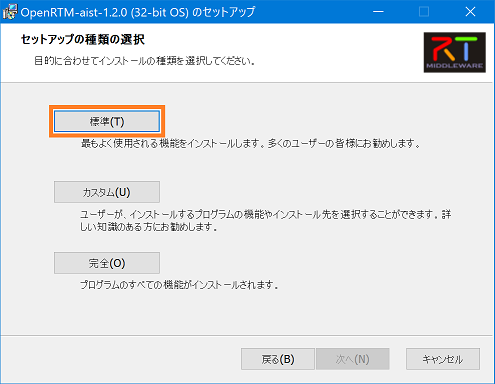 OpenRTM-aist-1.2.0 (32-bit OS) のセットアップ
セットアップの種類の選択
目的に合わせてインストールの種類を選択してください。
RT
MIDDLEWARE
標準(T)
最もよく使用される機能をインストールします。多くのユーザーの皆様にお勧めします。
カスタム(U)
ユーザーが、インストールするプログラムの機能やインストール先を選択することができます。詳
しい知識のある方にお勧めします。
完全(O)
プログラムのすべての機能がインストールされます。
戻る(B)
次へ(N)
キャンセル